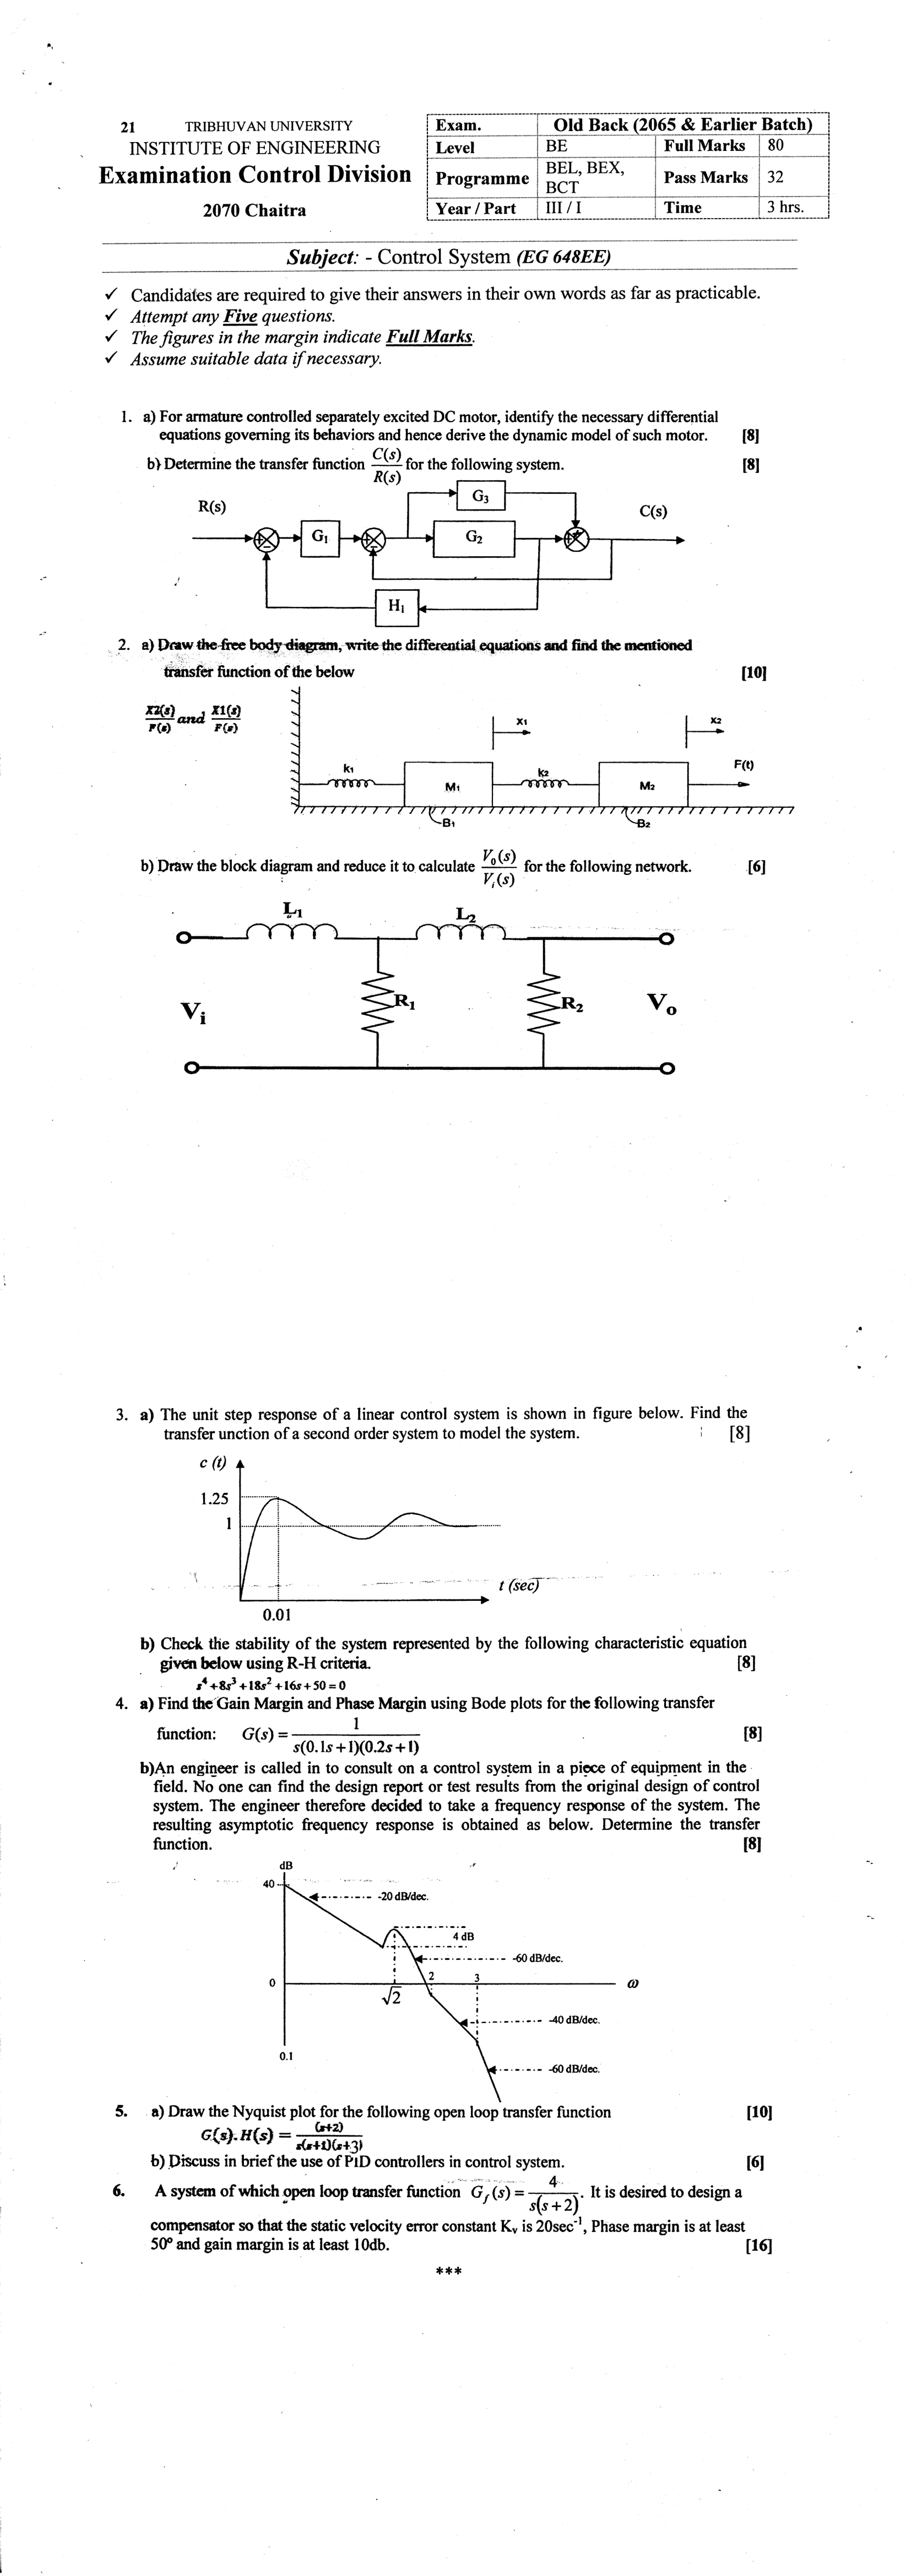 21 TRIBHUVAN UNIVERSITY
INSTITUTE OF ENGINEERING
Examination Control Division
2070 Chaitra
Exam. Old Back (2065 & Earlier Batch)
Level BE Full Marks 80
Programme BEL, BEX, BCT Pass Marks 32
Year / Part III / I Time 3 hrs.
Subject: - Control System (EG 648EE)
✓ Candidates are required to give their answers in their own words as far as practicable.
✓ Attempt any Five questions.
✓ The figures in the margin indicate Full Marks.
✓ Assume suitable data if necessary.
1. a) For armature controlled separately excited DC motor, identify the necessary differential
equations governing its behaviors and hence derive the dynamic model of such motor. [8]
b) Determine the transfer function C(s)/R(s) for the following system. [8]
R(s) G1 G3 G2 H1 C(s)
2. a) Draw the free body diagram, write the differential equations and find the mentioned
transfer function of the below [10]
X2(s)/F(s) and X1(s)/F(s)
X1 X2
k1 M1 k2 M2 F(t)
B1 B2
b) Draw the block diagram and reduce it to calculate Vo(s)/Vi(s) for the following network. [6]
L1 L2
Vi R1 R2 Vo
3. a) The unit step response of a linear control system is shown in figure below. Find the
transfer unction of a second order system to model the system. [8]
c (t)
1.25
1
t (sec)
0.01
b) Check the stability of the system represented by the following characteristic equation
given below using R-H criteria. [8]
s⁴+8s³+18s²+16s+50=0
4. a) Find the Gain Margin and Phase Margin using Bode plots for the following transfer
function: G(s) = 1/s(0.1s+1)(0.2s+1) [8]
b)An engineer is called in to consult on a control system in a piece of equipment in the
field. No one can find the design report or test results from the original design of control
system. The engineer therefore decided to take a frequency response of the system. The
resulting asymptotic frequency response is obtained as below. Determine the transfer
function. [8]
dB
40
-20 dB/dec.
4 dB
-60 dB/dec.
0 √2 2 3 ω
-40 dB/dec.
0.1
-60 dB/dec.
5. a) Draw the Nyquist plot for the following open loop transfer function [10]
G(s).H(s) = (s+2)/s(s+1)(s+3)
b) Discuss in brief the use of PID controllers in control system. [6]
6. A system of which open loop transfer function Gf(s) = 4/s(s+2). It is desired to design a
compensator so that the static velocity error constant Kv is 20sec⁻¹, Phase margin is at least
50° and gain margin is at least 10db. [16]
***